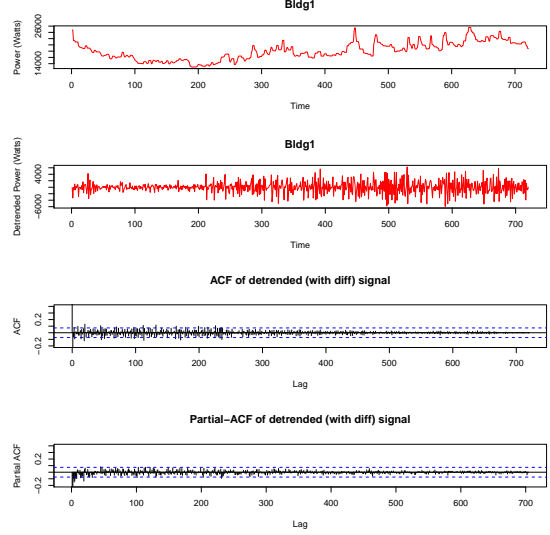 Bldg1
Power (Watts)
14000 26000
0 100 200 300 400 500 600 700
Time
Bldg1
Detrended Power (Watts)
−6000 4000
0 100 200 300 400 500 600 700
Time
ACF of detrended (with diff) signal
ACF
−0.2 0.2
0 100 200 300 400 500 600 700
Lag
Partial−ACF of detrended (with diff) signal
Partial ACF
−0.2 0.2
0 100 200 300 400 500 600 700
Lag